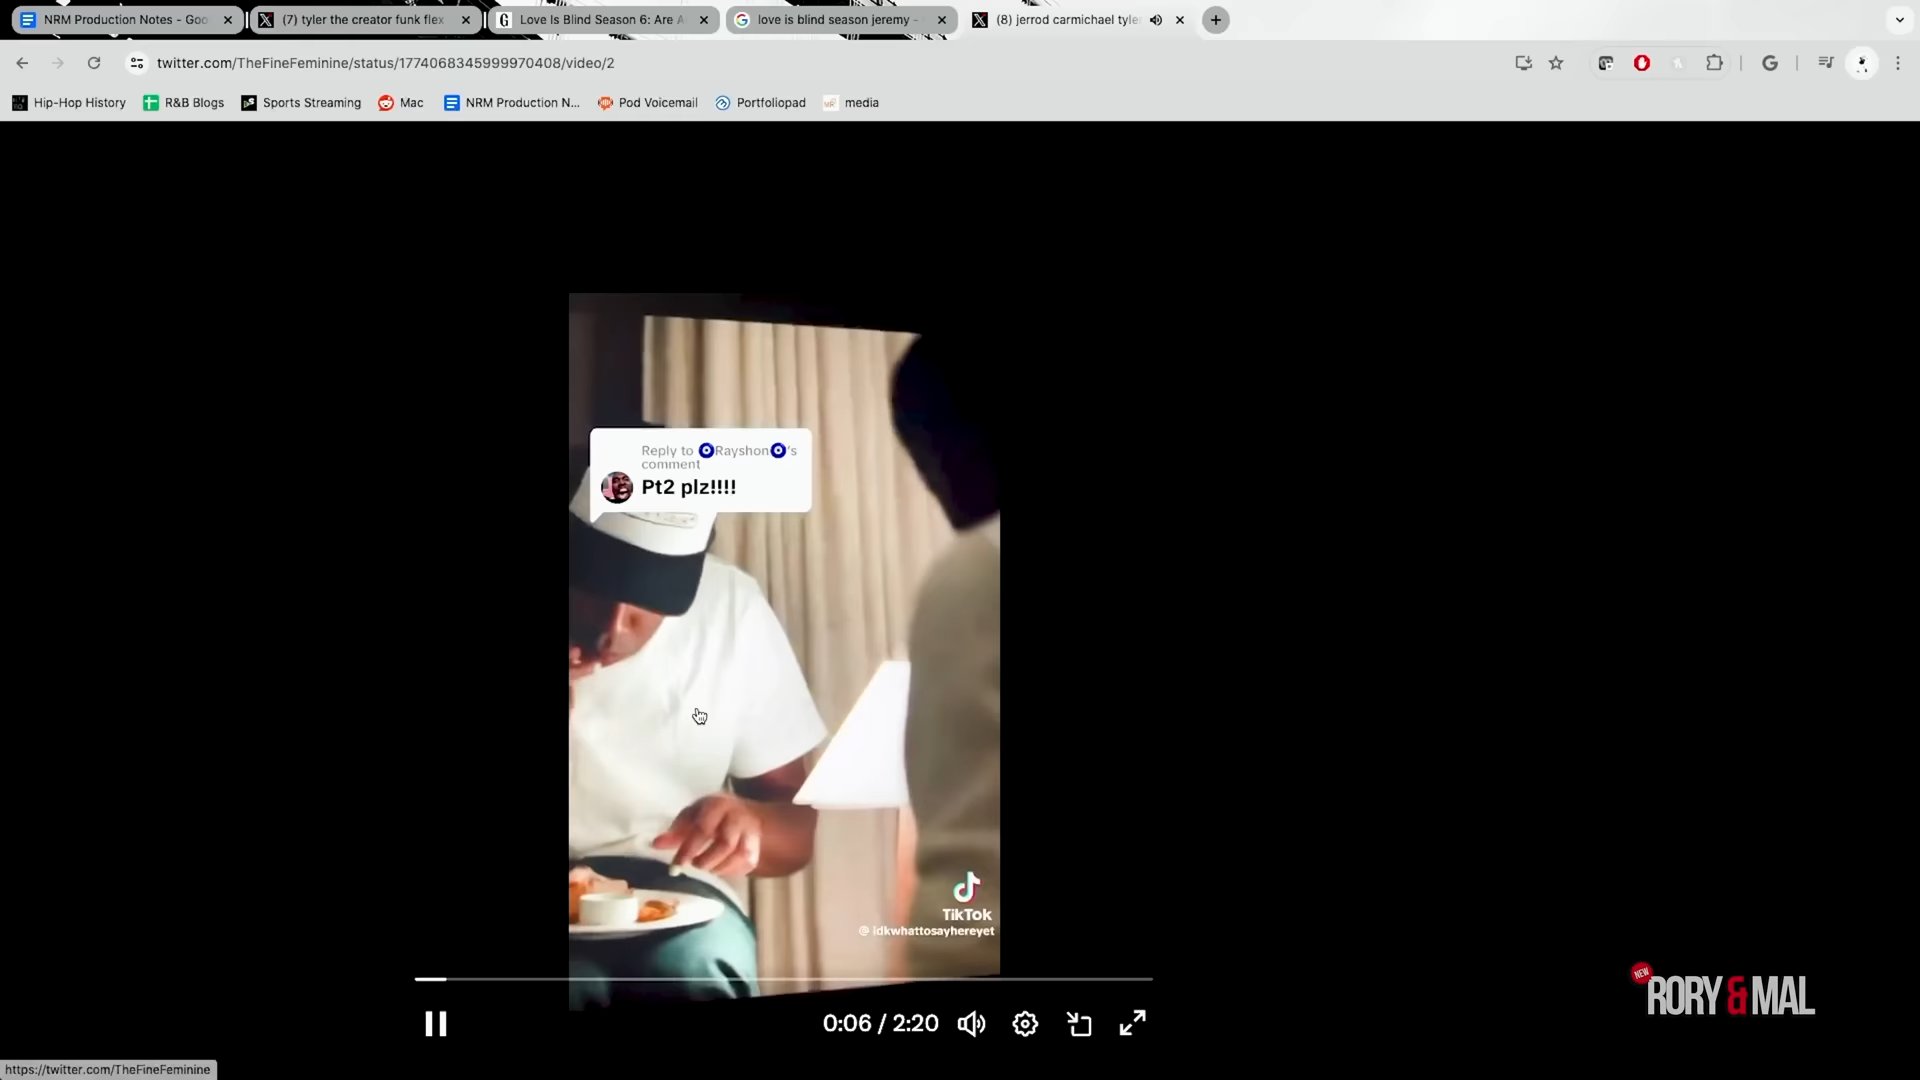 NRM Production Notes - Goo
(7) tyler the creator funk flex
Love Is Blind Season 6: Are A
love is blind season jeremy -
(8) jerrod carmichael tyle
twitter.com/TheFineFeminine/status/1774068345999970408/video/2
Hip-Hop History
R&B Blogs
Sports Streaming
Mac
NRM Production N...
Pod Voicemail
Portfoliopad
media
Reply to 🧿Rayshon🧿's
comment
Pt2 plz!!!!
TikTok
@idkwhattosayhereyet
0:06 / 2:20
NEW
RORY & MAL
https://twitter.com/TheFineFeminine